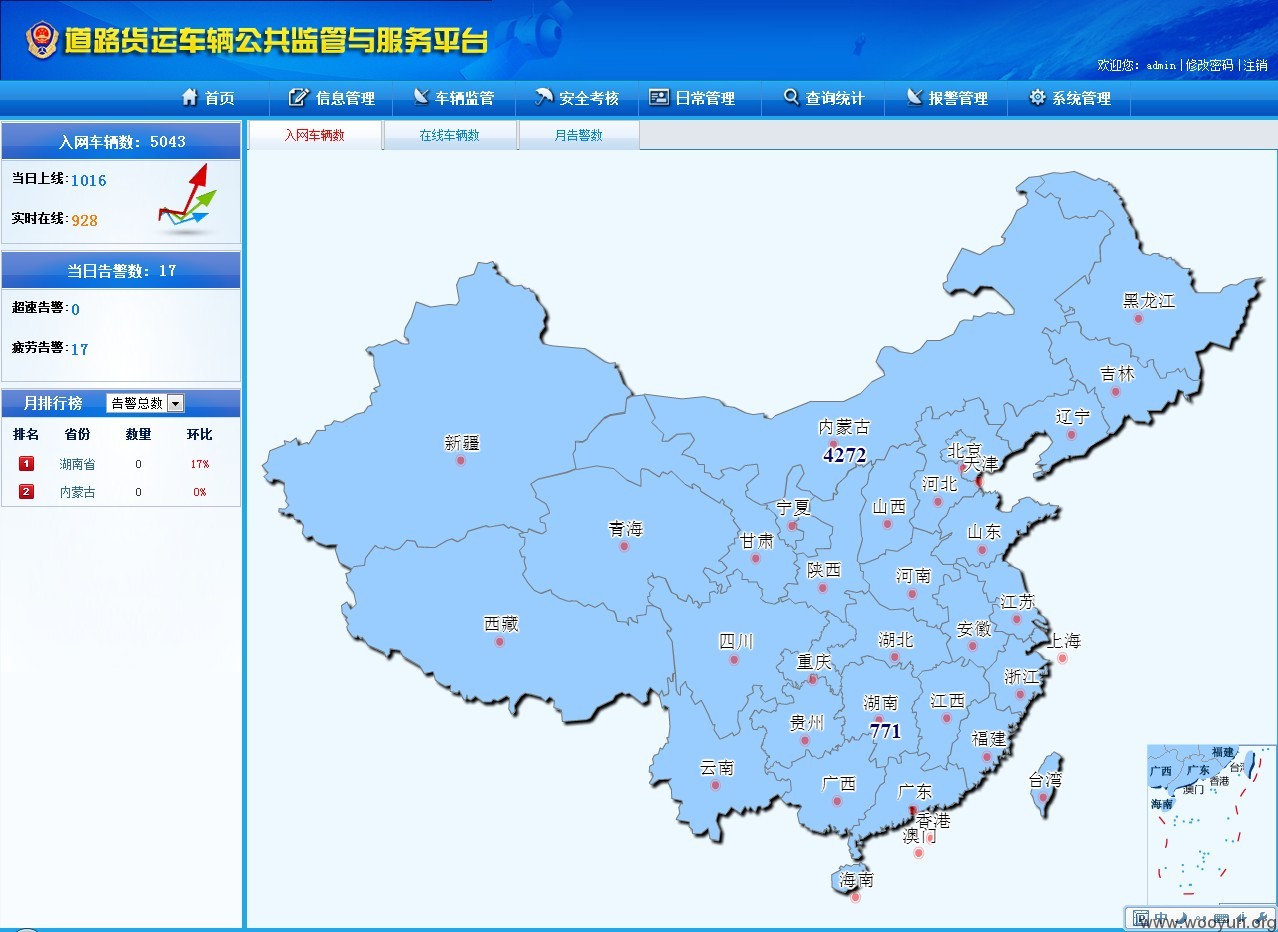 道路货运车辆公共监管与服务平台
欢迎您: admin | 修改密码 | 注销
首页 信息管理 车辆监管 安全考核 日常管理 查询统计 报警管理 系统管理
入网车辆数: 5043
入网车辆数 在线车辆数 月告警数
当日上线:1016
实时在线:928
当日告警数: 17
超速告警:0
疲劳告警:17
月排行榜 告警总数
排名 省份 数量 环比
1 湖南省 0 17%
2 内蒙古 0 0%
黑龙江
吉林
辽宁
内蒙古
4272
新疆
北京
天津
河北
宁夏
山西
青海
山东
甘肃
陕西
河南
江苏
西藏
安徽
四川
湖北
上海
重庆
浙江
湖南
771
江西
贵州
福建
云南
广西
广东
台湾
香港
澳门
海南
福建
广西 广东 台湾
香港
澳门
海南
中
www.wooyun.org